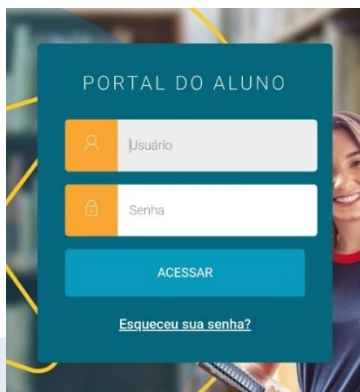 PORTAL DO ALUNO
Usuário
Senha
ACESSAR
Esqueceu sua senha?